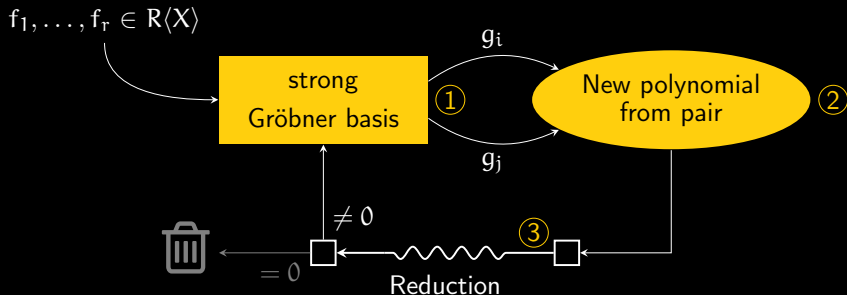 f₁, . . . , fᵣ ∈ R⟨X⟩
strong
Gröbner basis
①
gᵢ
gⱼ
New polynomial
from pair
②
≠ 0
= 0
③
Reduction